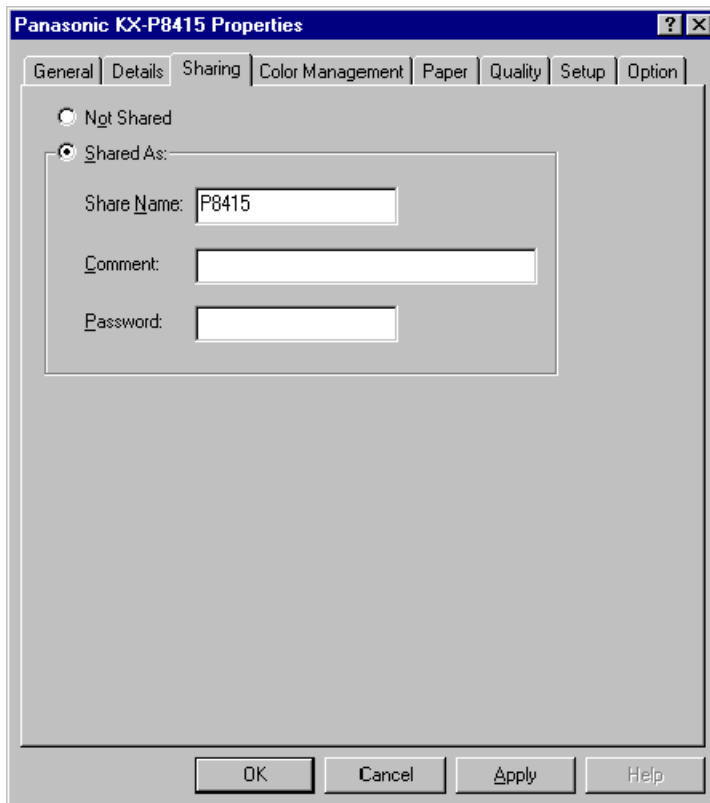 Panasonic KX-P8415 Properties
General Details Sharing Color Management Paper Quality Setup Option
Not Shared
Shared As:
Share Name: P8415
Comment:
Password:
OK Cancel Apply Help